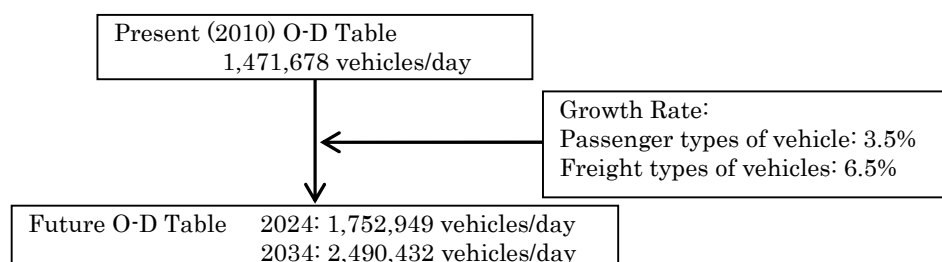 Present (2010) O-D Table
1,471,678 vehicles/day
Growth Rate:
Passenger types of vehicle: 3.5%
Freight types of vehicles: 6.5%
Future O-D Table 2024: 1,752,949 vehicles/day
2034: 2,490,432 vehicles/day